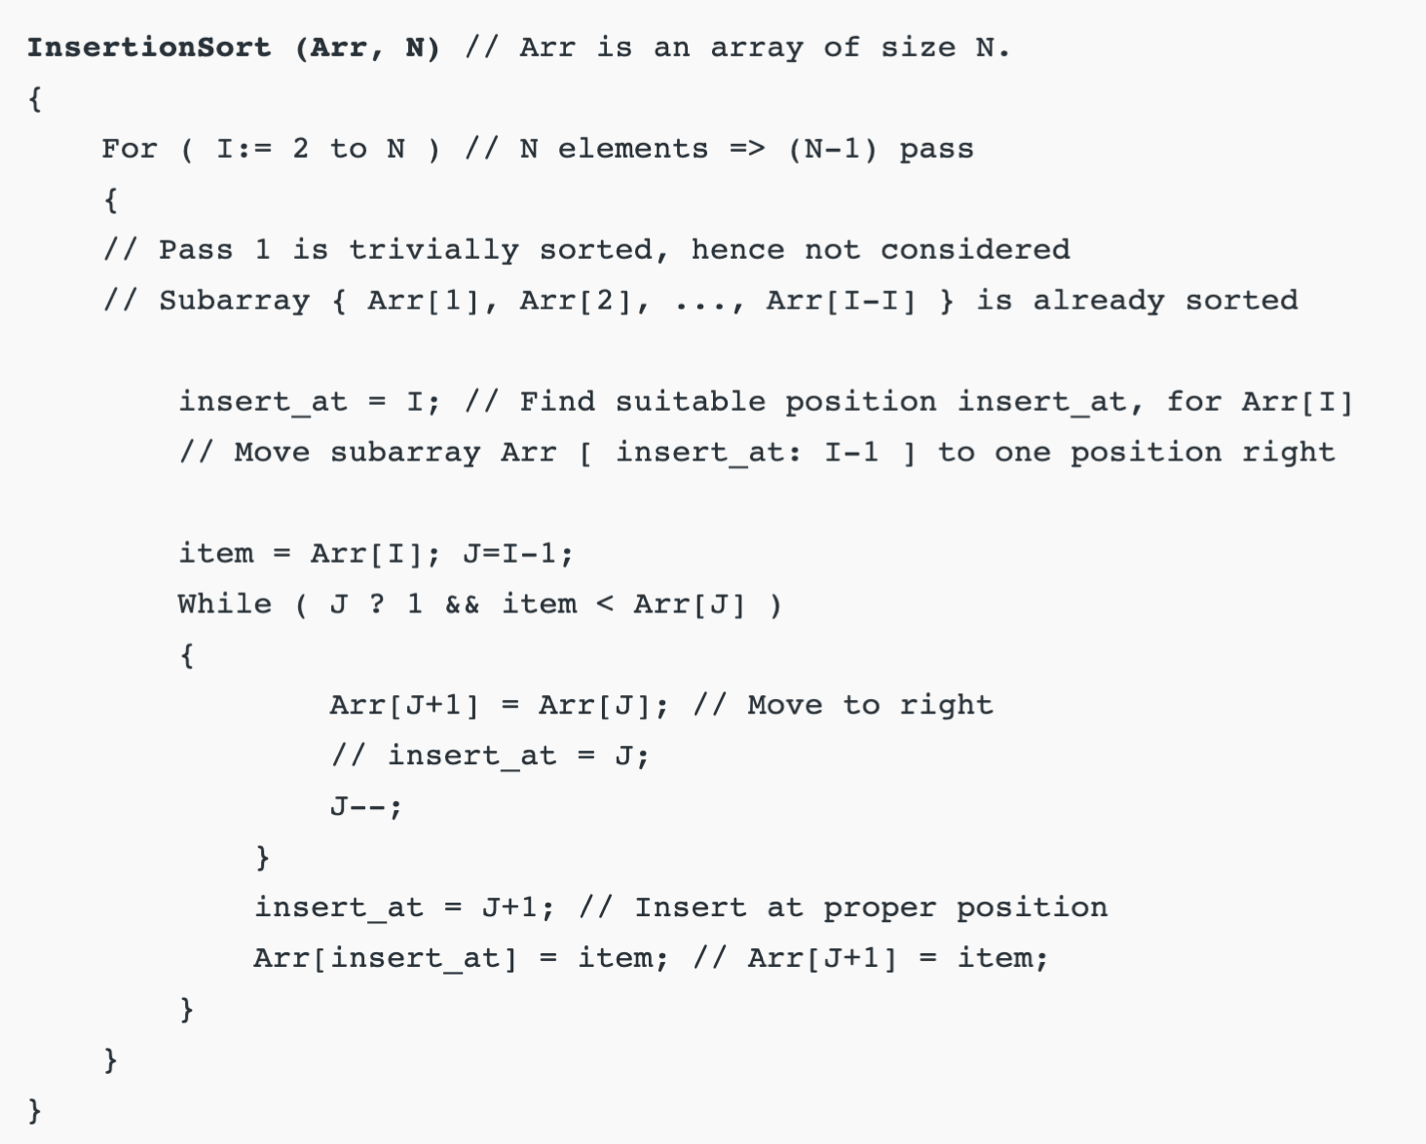 InsertionSort (Arr, N) // Arr is an array of size N.
{
For ( I:= 2 to N ) // N elements => (N-1) pass
{
// Pass 1 is trivially sorted, hence not considered
// Subarray { Arr[1], Arr[2], ..., Arr[I-I] } is already sorted
insert_at = I; // Find suitable position insert_at, for Arr[I]
// Move subarray Arr [ insert_at: I-1 ] to one position right
item = Arr[I]; J=I-1;
While ( J ? 1 && item < Arr[J] )
{
Arr[J+1] = Arr[J]; // Move to right
// insert_at = J;
J--;
}
insert_at = J+1; // Insert at proper position
Arr[insert_at] = item; // Arr[J+1] = item;
}
}
}